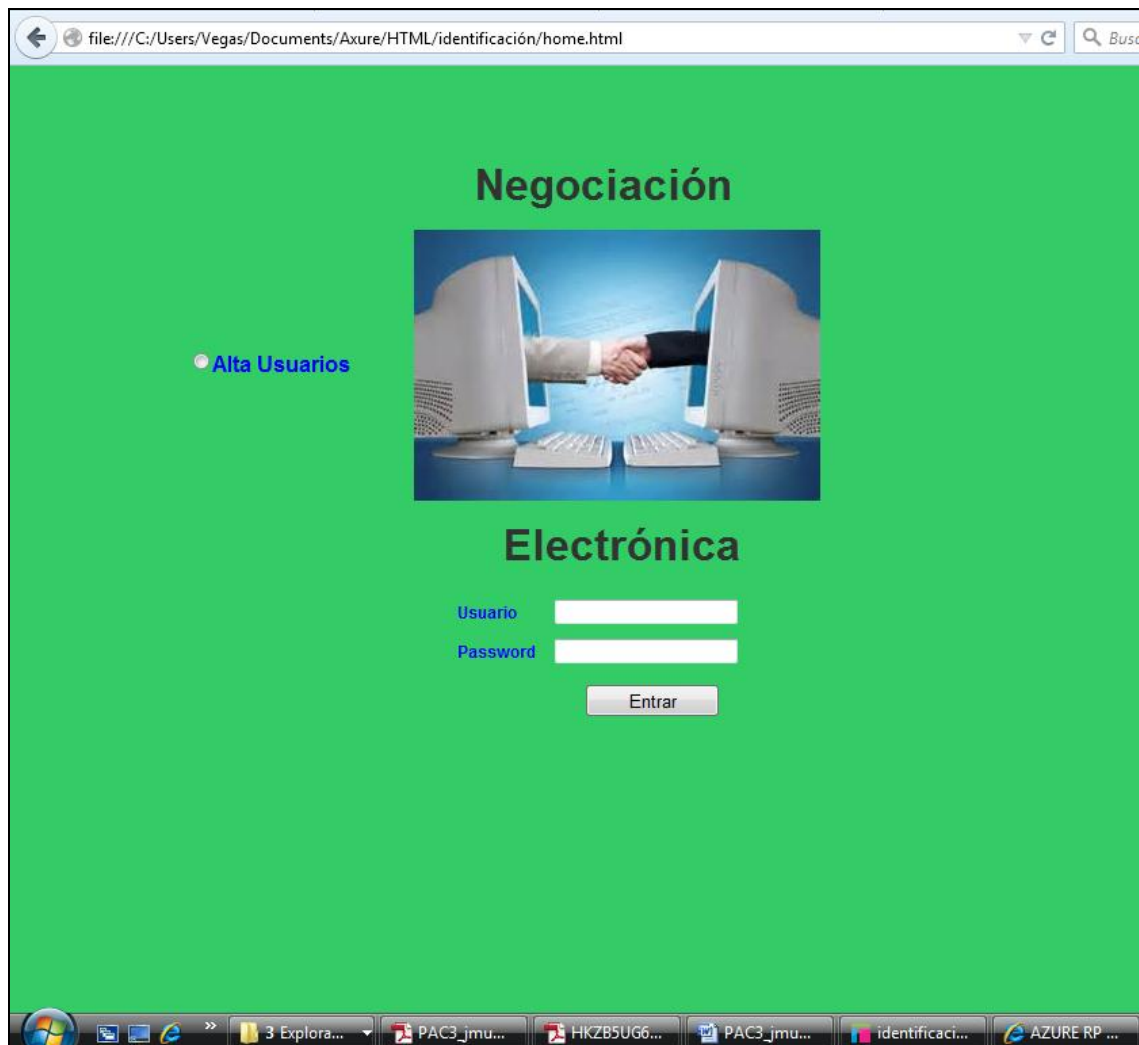 file:///C:/Users/Vegas/Documents/Axure/HTML/identificación/home.html
Busc
Negociación
Alta Usuarios
Electrónica
Usuario
Password
Entrar
3 Explora...
PAC3_jmu...
HKZB5UG6...
PAC3_jmu...
identificaci...
AZURE RP ...